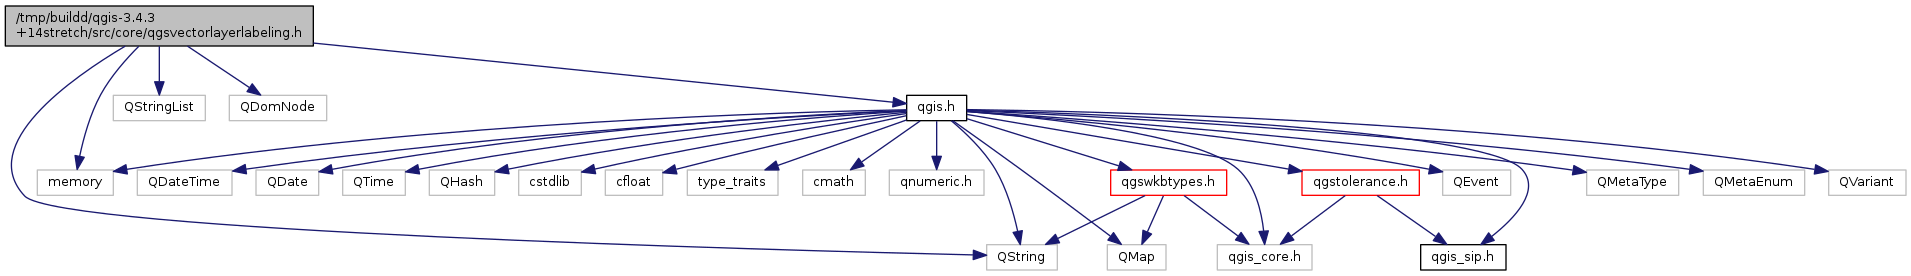 /tmp/buildd/qgis-3.4.3
+14stretch/src/core/qgsvectorlayerlabeling.h
QStringList
QDomNode
qgis.h
memory
QDateTime
QDate
QTime
QHash
cstdlib
cfloat
type_traits
cmath
qnumeric.h
qgswkbtypes.h
qgstolerance.h
QEvent
QMetaType
QMetaEnum
QVariant
QString
QMap
qgis_core.h
qgis_sip.h